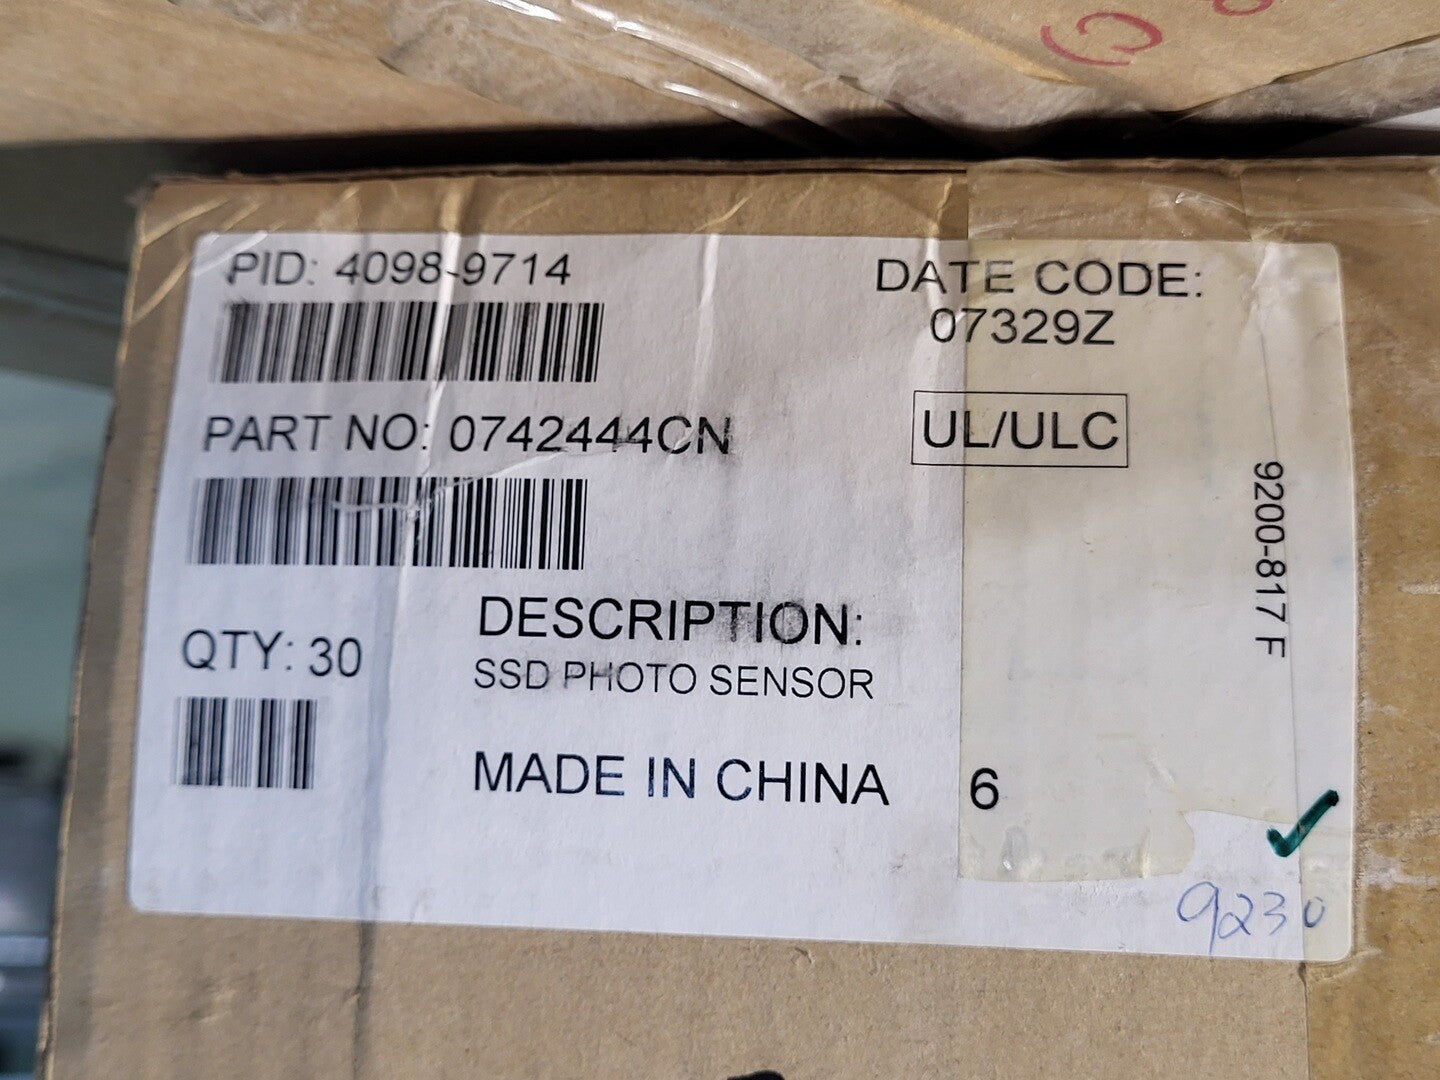 PID: 4098-9714
DATE CODE:
07329Z
PART NO: 0742444CN
UL/ULC
9200-817 F
QTY: 30
DESCRIPTION:
SSD PHOTO SENSOR
MADE IN CHINA
6
9230